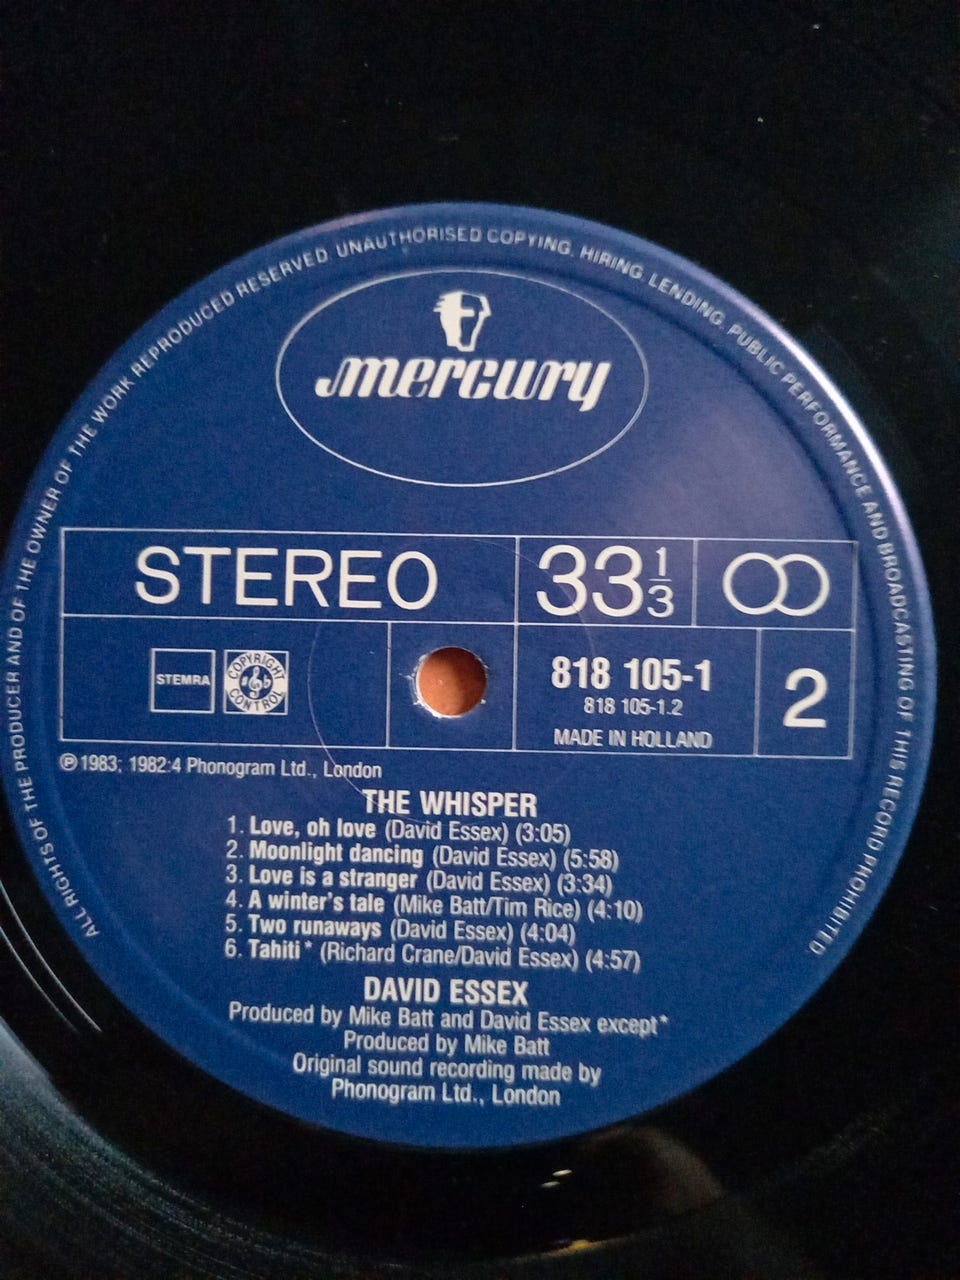 ALL RIGHTS OF THE PRODUCER AND OF THE OWNER OF THE WORK REPRODUCED RESERVED. UNAUTHORISED COPYING, HIRING, LENDING, PUBLIC PERFORMANCE AND BROADCASTING OF THIS RECORD PROHIBITED.
mercury
STEREO
33 1/3
STEMRA
COPYRIGHT CONTROL
818 105-1
818 105-1.2
MADE IN HOLLAND
2
Ⓟ 1983; 1982:4 Phonogram Ltd., London
THE WHISPER
1. Love, oh love (David Essex) (3:05)
2. Moonlight dancing (David Essex) (5:58)
3. Love is a stranger (David Essex) (3:34)
4. A winter's tale (Mike Batt/Tim Rice) (4:10)
5. Two runaways (David Essex) (4:04)
6. Tahiti * (Richard Crane/David Essex) (4:57)
DAVID ESSEX
Produced by Mike Batt and David Essex except*
Produced by Mike Batt
Original sound recording made by
Phonogram Ltd., London